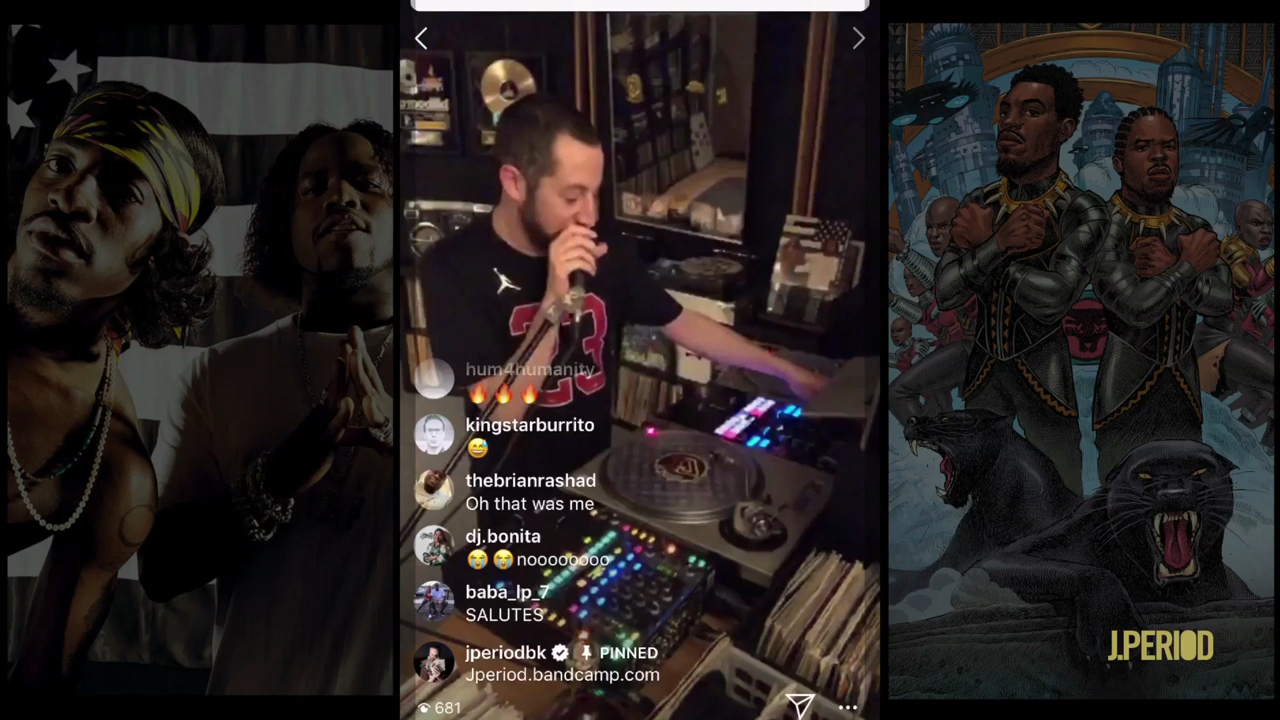 23
hum4humanity
🔥 🔥 🔥
kingstarburrito
😅
thebrianrashad
Oh that was me
dj.bonita
😭 😭 noooooooo
baba_lp_7
SALUTES
jperiodbk PINNED
Jperiod.bandcamp.com
681
J.PERIOD